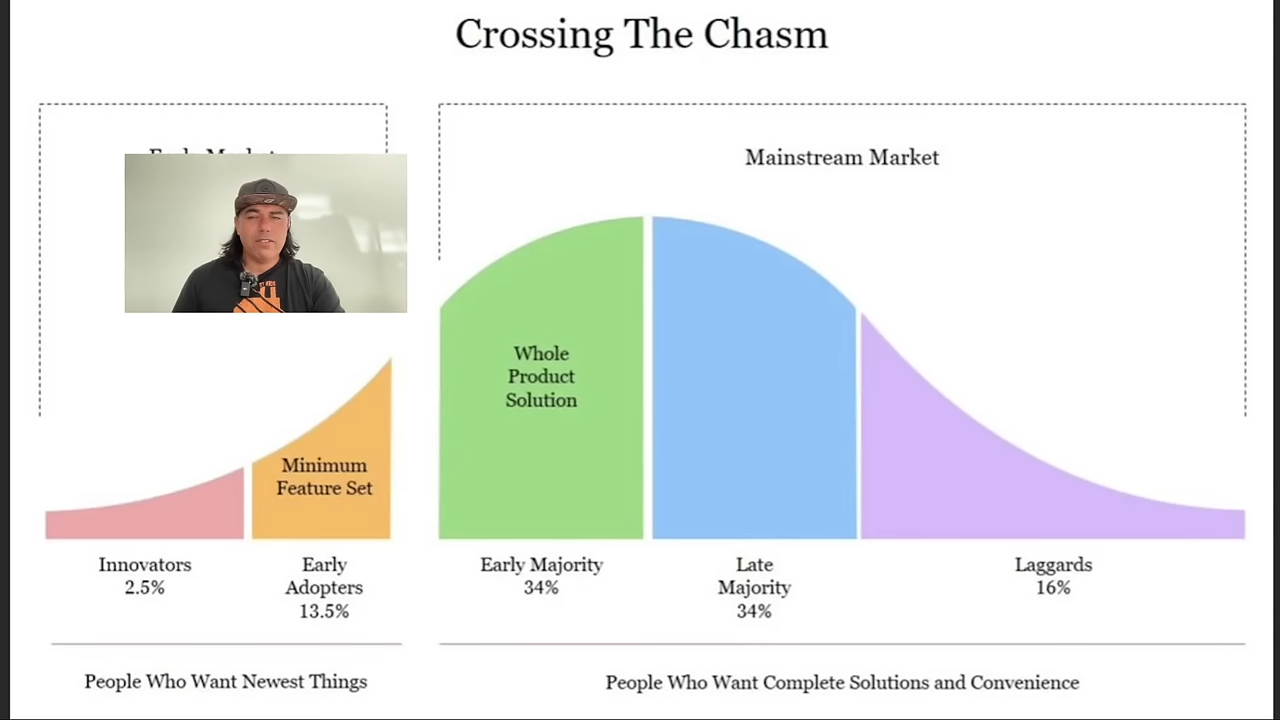 Crossing The Chasm
Mainstream Market
Whole
Product
Solution
Minimum
Feature Set
Innovators
2.5%
Early
Adopters
13.5%
Early Majority
34%
Late
Majority
34%
Laggards
16%
People Who Want Newest Things
People Who Want Complete Solutions and Convenience